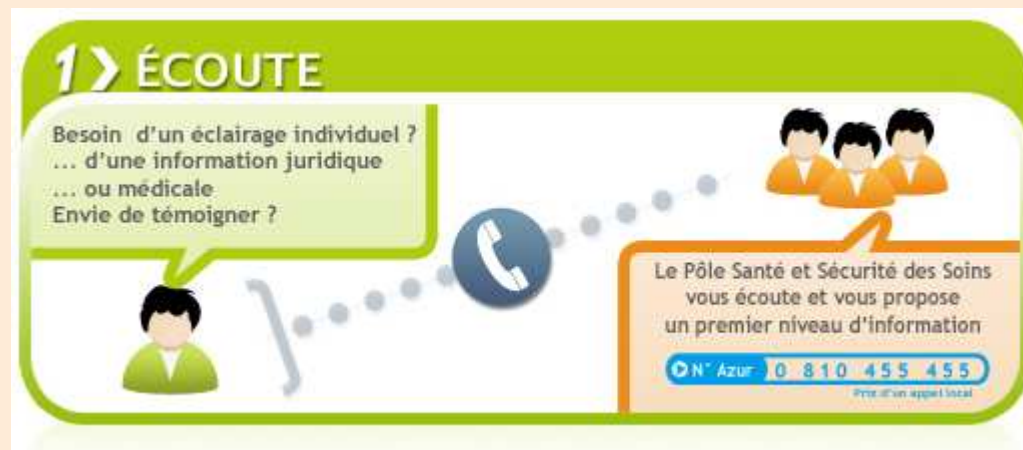 1 ❯ ÉCOUTE
Besoin d'un éclairage individuel ?
... d'une information juridique
... ou médicale
Envie de témoigner ?
Le Pôle Santé et Sécurité des Soins
vous écoute et vous propose
un premier niveau d'information
N° Azur 0 810 455 455
Prix d'un appel local